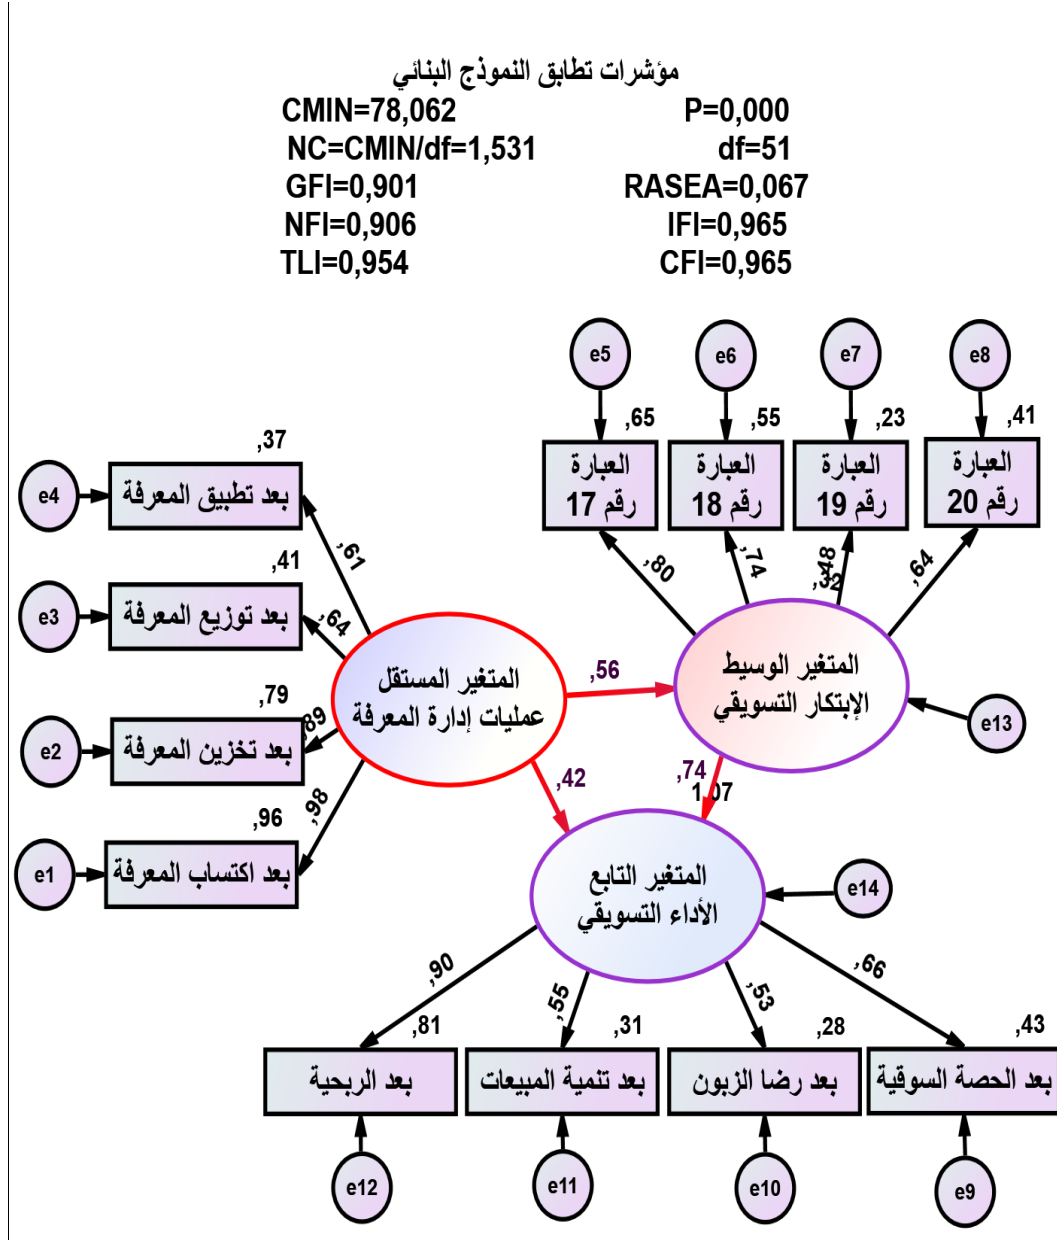 مؤشرات تطابق النموذج البنائي
CMIN=78,062 P=0,000
NC=CMIN/df=1,531 df=51
GFI=0,901 RASEA=0,067
NFI=0,906 IFI=0,965
TLI=0,954 CFI=0,965
e5
e6
e7
e8
,65
,55
,23
,41
العبارة
رقم 17
العبارة
رقم 18
العبارة
رقم 19
العبارة
رقم 20
,80
,74
,48
,32
,64
,37
e4
بعد تطبيق المعرفة
,61
,41
e3
بعد توزيع المعرفة
,64
,79
e2
بعد تخزين المعرفة
,89
,96
e1
بعد اكتساب المعرفة
,98
المتغير المستقل
عمليات إدارة المعرفة
,56
المتغير الوسيط
الإبتكار التسويقي
e13
,42
,74
1,07
المتغير التابع
الأداء التسويقي
e14
,90
,55
,53
,66
,81
,31
,28
,43
بعد الربحية
بعد تنمية المبيعات
بعد رضا الزبون
بعد الحصة السوقية
e12
e11
e10
e9